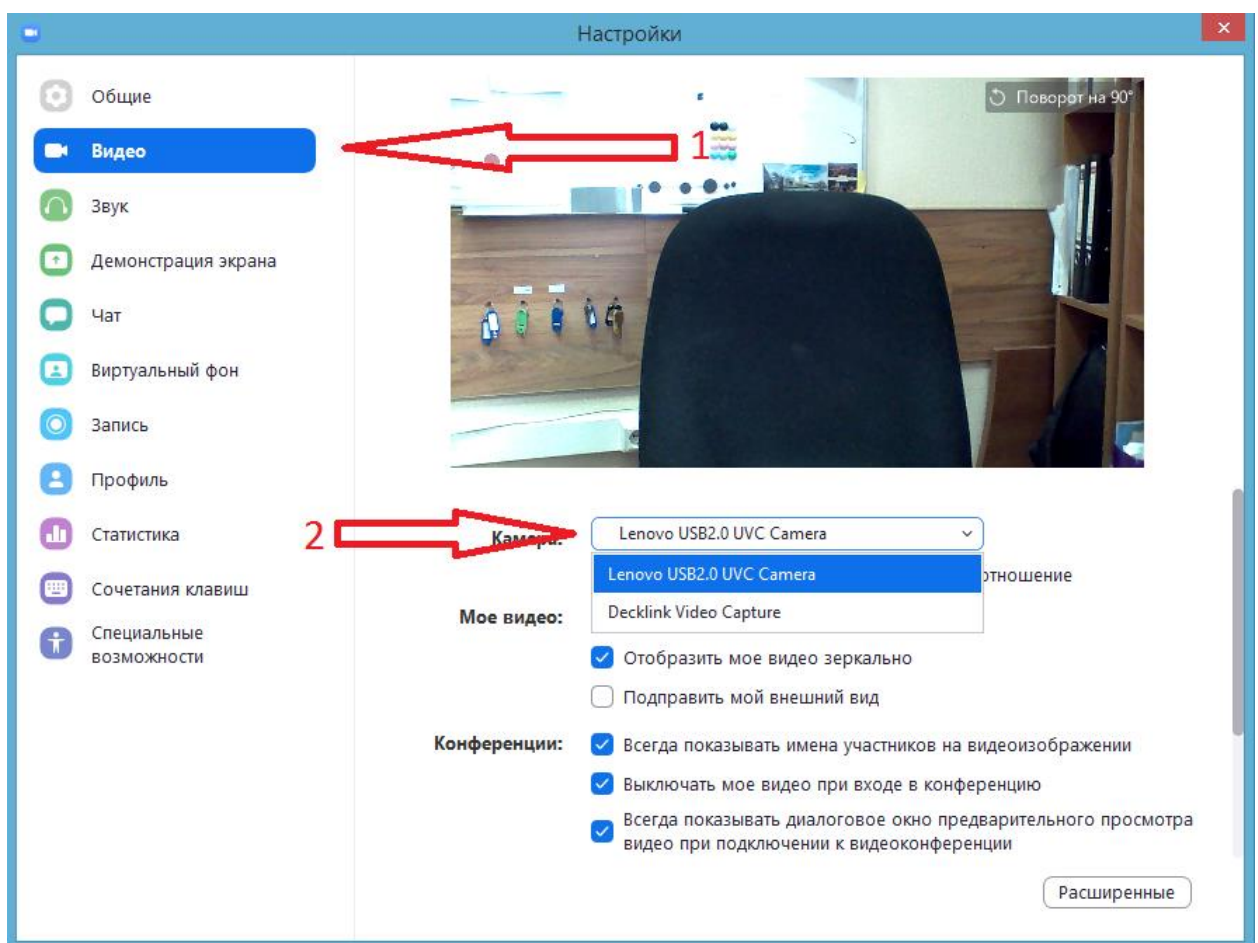 Настройки
Общие
Видео
Звук
Демонстрация экрана
Чат
Виртуальный фон
Запись
Профиль
Статистика
Сочетания клавиш
Специальные
возможности
Поворот на 90°
1
2
Камера:
Lenovo USB2.0 UVC Camera
Lenovo USB2.0 UVC Camera
Decklink Video Capture
Мое видео:
Отобразить мое видео зеркально
Подправить мой внешний вид
Конференции:
Всегда показывать имена участников на видеоизображении
Выключать мое видео при входе в конференцию
Всегда показывать диалоговое окно предварительного просмотра
видео при подключении к видеоконференции
Расширенные